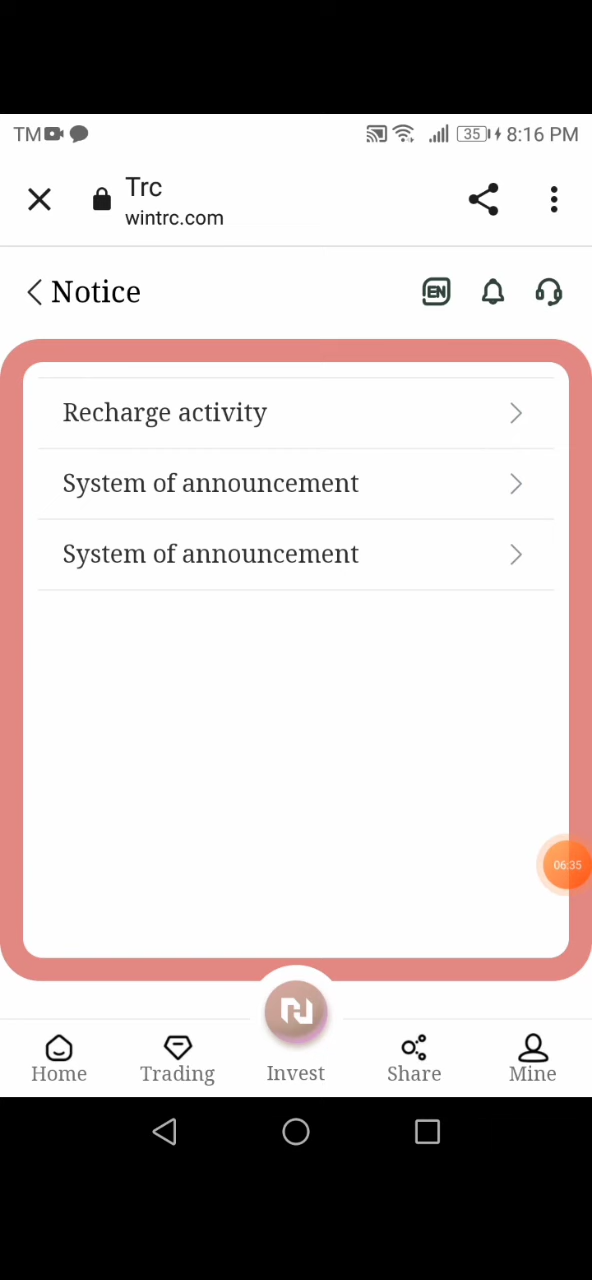 TM 35 8:16 PM
Trc
wintrc.com
Notice EN
Recharge activity
System of announcement
System of announcement
06:35
Home Trading Invest Share Mine